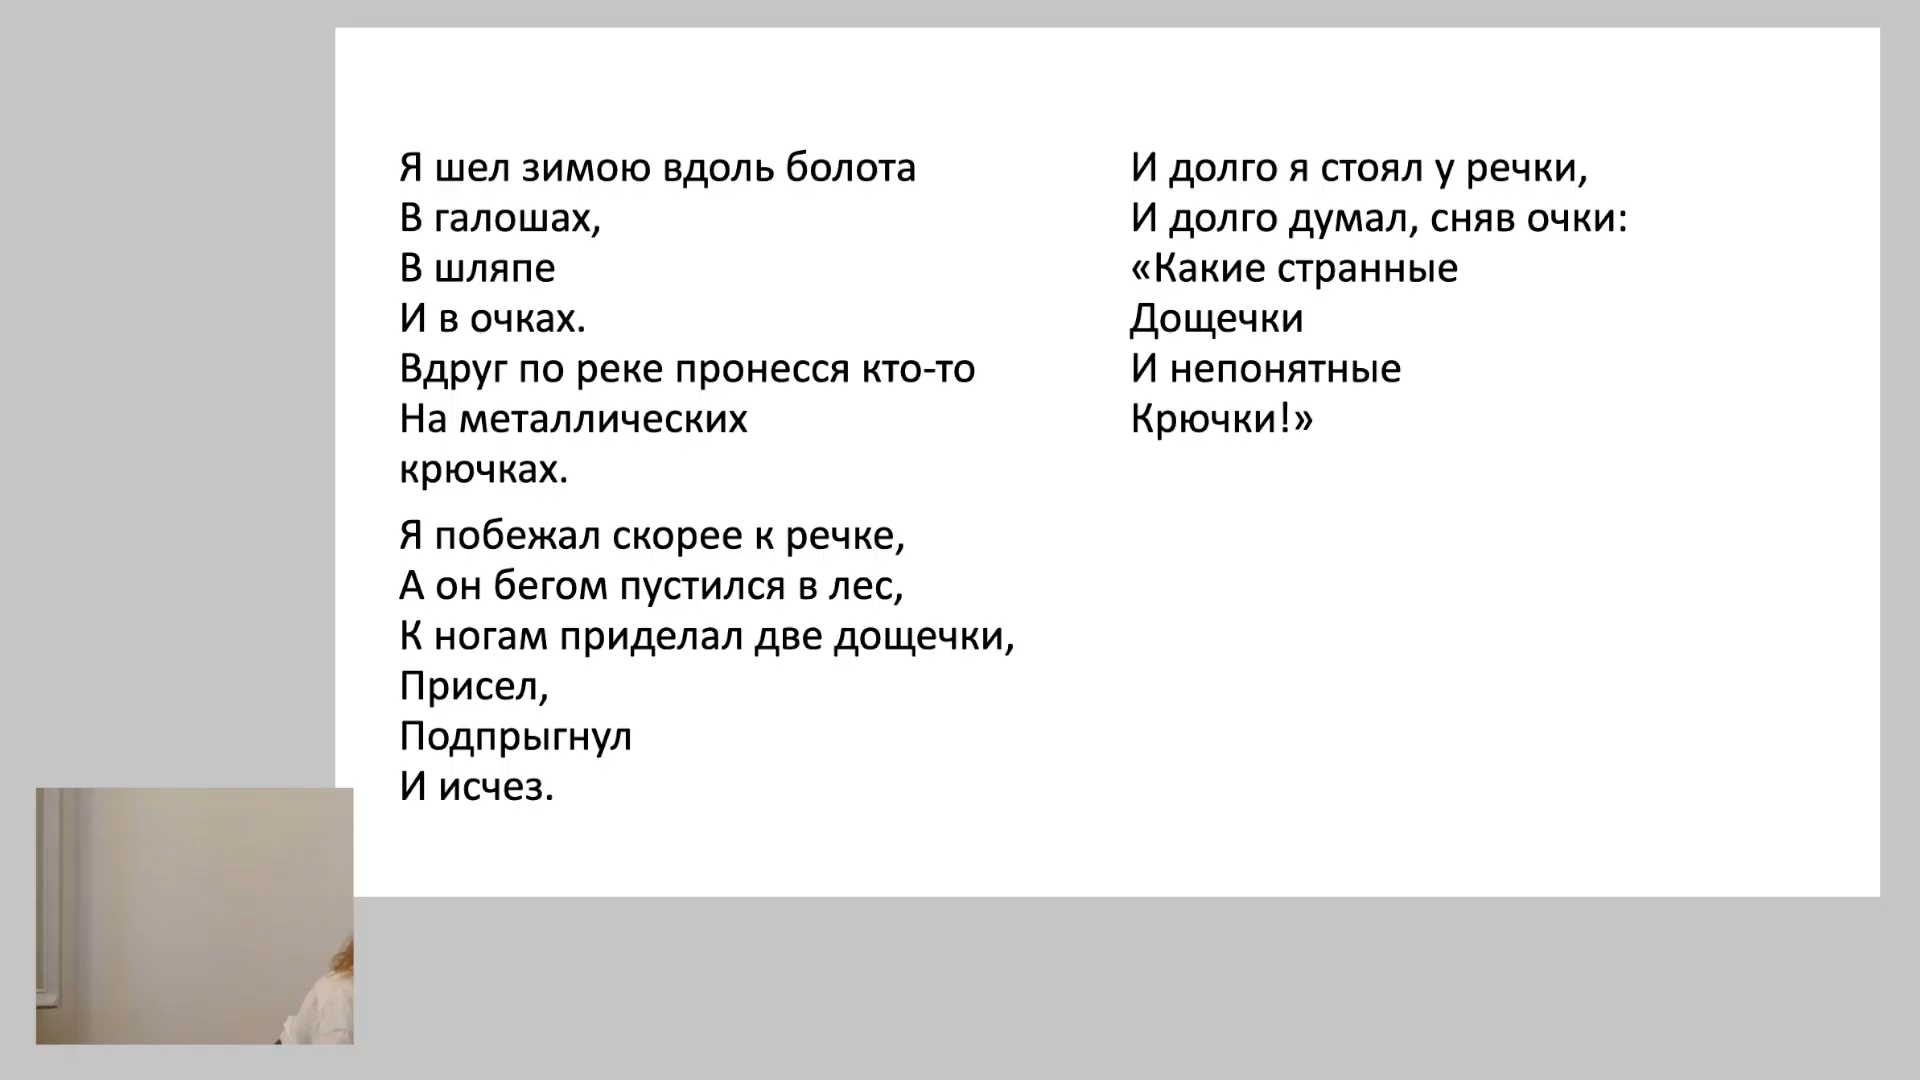 Я шел зимою вдоль болота
В галошах,
В шляпе
И в очках.
Вдруг по реке пронесся кто-то
На металлических
крючках.
Я побежал скорее к речке,
А он бегом пустился в лес,
К ногам приделал две дощечки,
Присел,
Подпрыгнул
И исчез.
И долго я стоял у речки,
И долго думал, сняв очки:
«Какие странные
Дощечки
И непонятные
Крючки!»